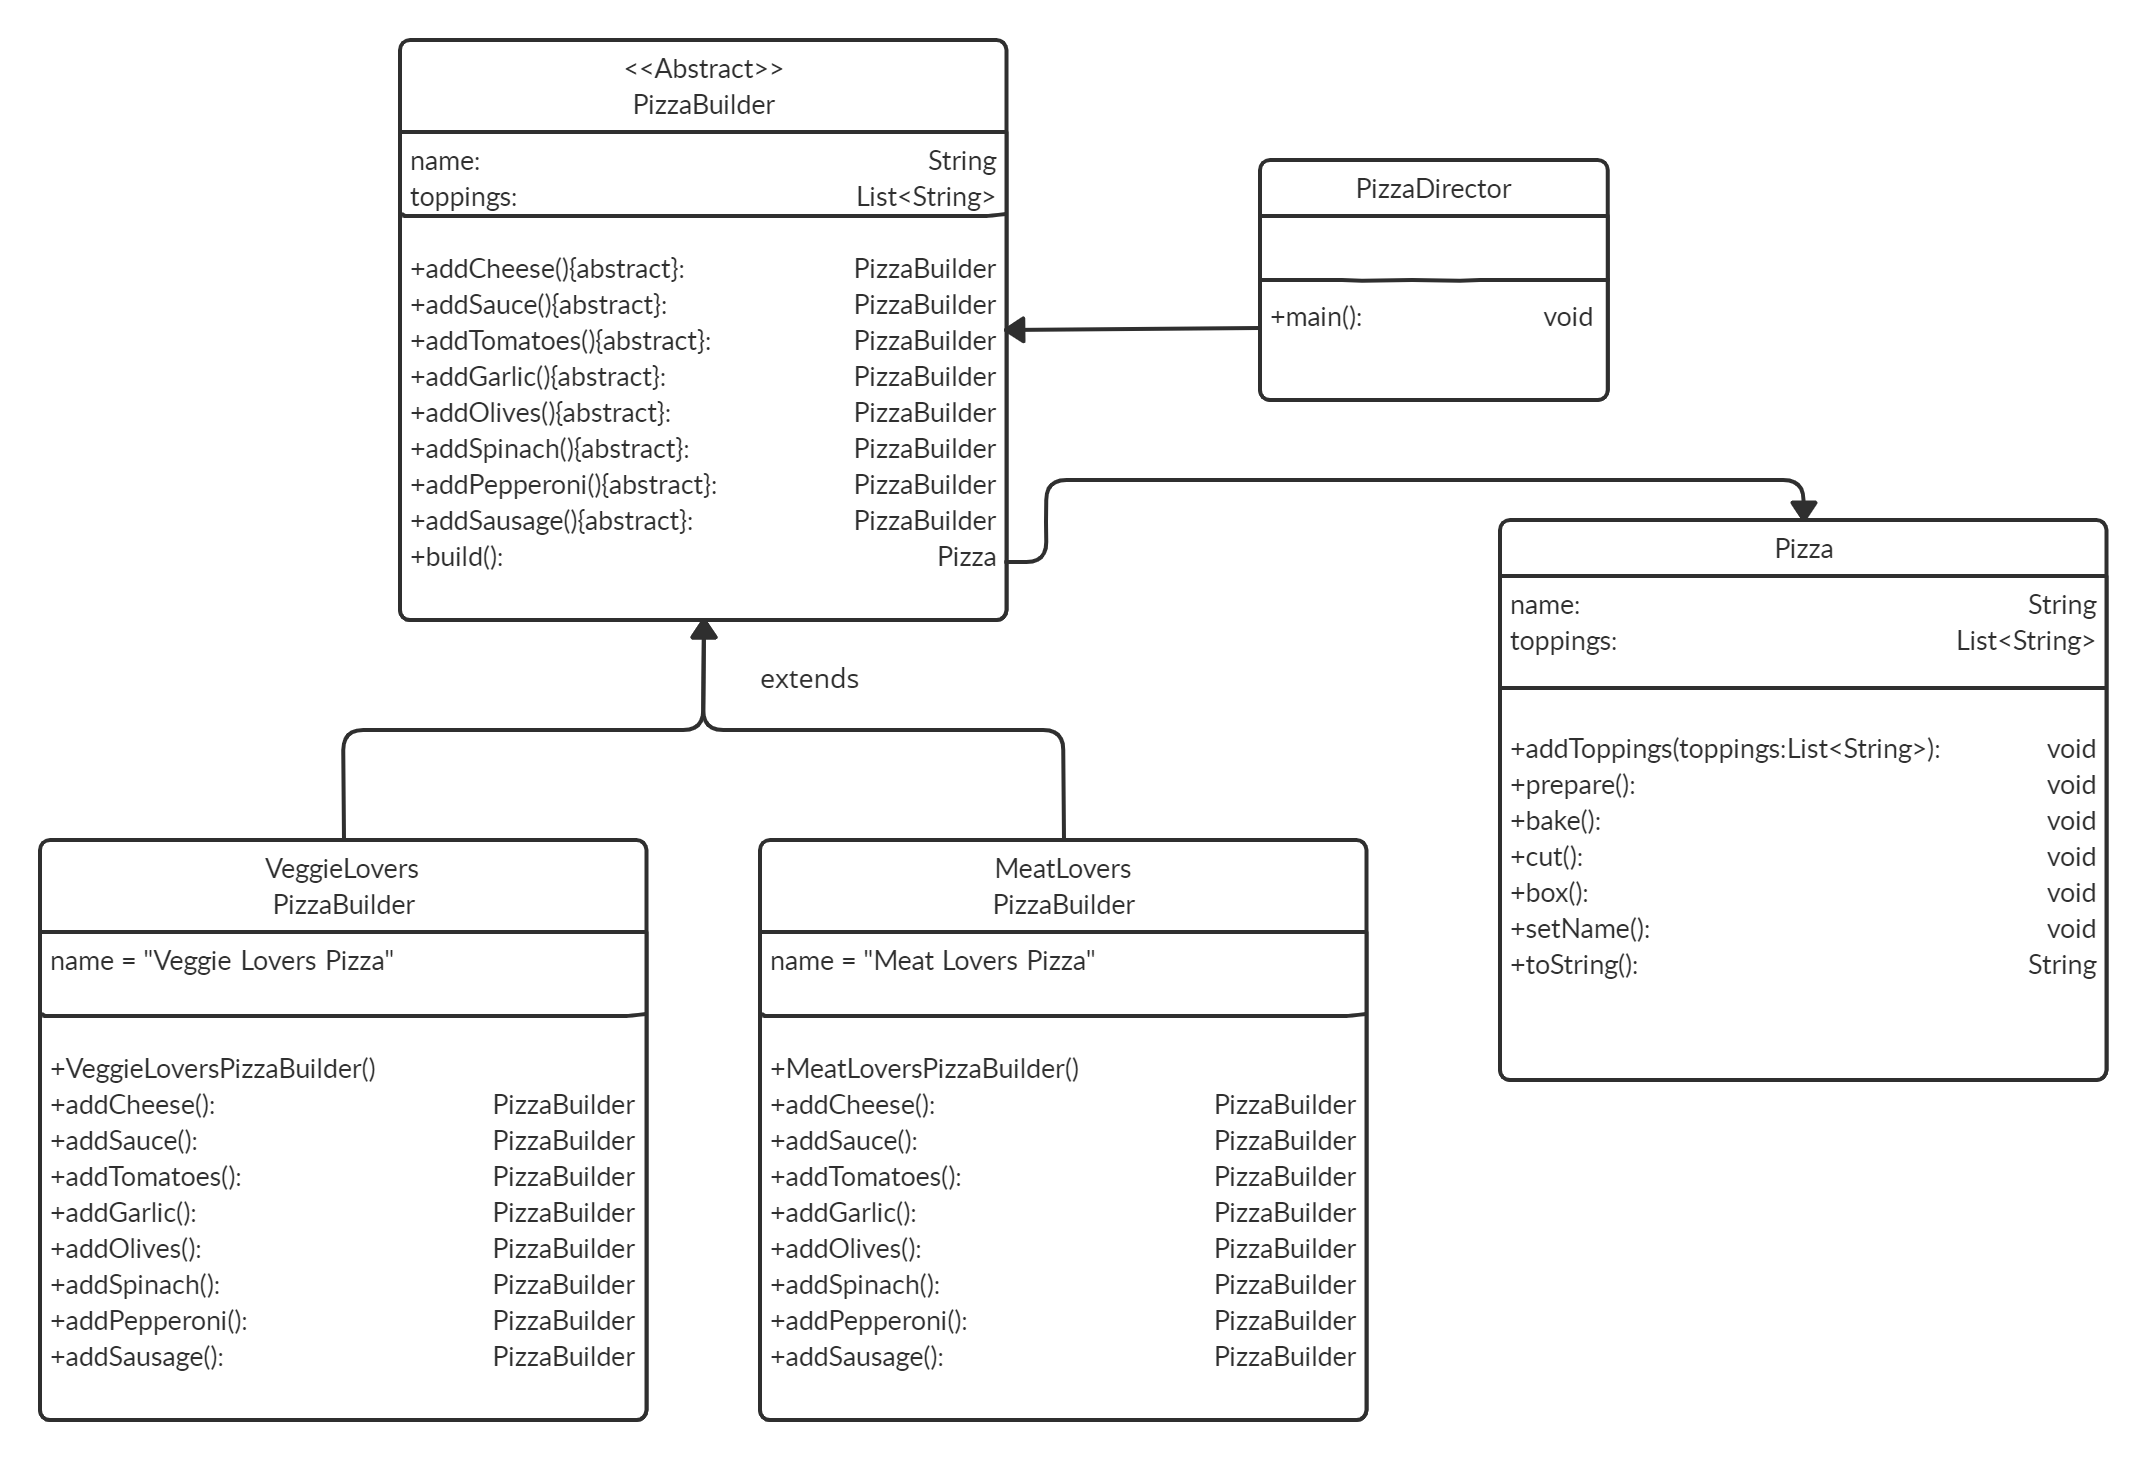 <<Abstract>>
PizzaBuilder
name: String
toppings: List<String>
+addCheese(){abstract}: PizzaBuilder
+addSauce(){abstract}: PizzaBuilder
+addTomatoes(){abstract}: PizzaBuilder
+addGarlic(){abstract}: PizzaBuilder
+addOlives(){abstract}: PizzaBuilder
+addSpinach(){abstract}: PizzaBuilder
+addPepperoni(){abstract}: PizzaBuilder
+addSausage(){abstract}: PizzaBuilder
+build(): Pizza
PizzaDirector
+main(): void
Pizza
name: String
toppings: List<String>
+addToppings(toppings:List<String>): void
+prepare(): void
+bake(): void
+cut(): void
+box(): void
+setName(): void
+toString(): String
extends
VeggieLovers
PizzaBuilder
name = "Veggie Lovers Pizza"
+VeggieLoversPizzaBuilder()
+addCheese(): PizzaBuilder
+addSauce(): PizzaBuilder
+addTomatoes(): PizzaBuilder
+addGarlic(): PizzaBuilder
+addOlives(): PizzaBuilder
+addSpinach(): PizzaBuilder
+addPepperoni(): PizzaBuilder
+addSausage(): PizzaBuilder
MeatLovers
PizzaBuilder
name = "Meat Lovers Pizza"
+MeatLoversPizzaBuilder()
+addCheese(): PizzaBuilder
+addSauce(): PizzaBuilder
+addTomatoes(): PizzaBuilder
+addGarlic(): PizzaBuilder
+addOlives(): PizzaBuilder
+addSpinach(): PizzaBuilder
+addPepperoni(): PizzaBuilder
+addSausage(): PizzaBuilder